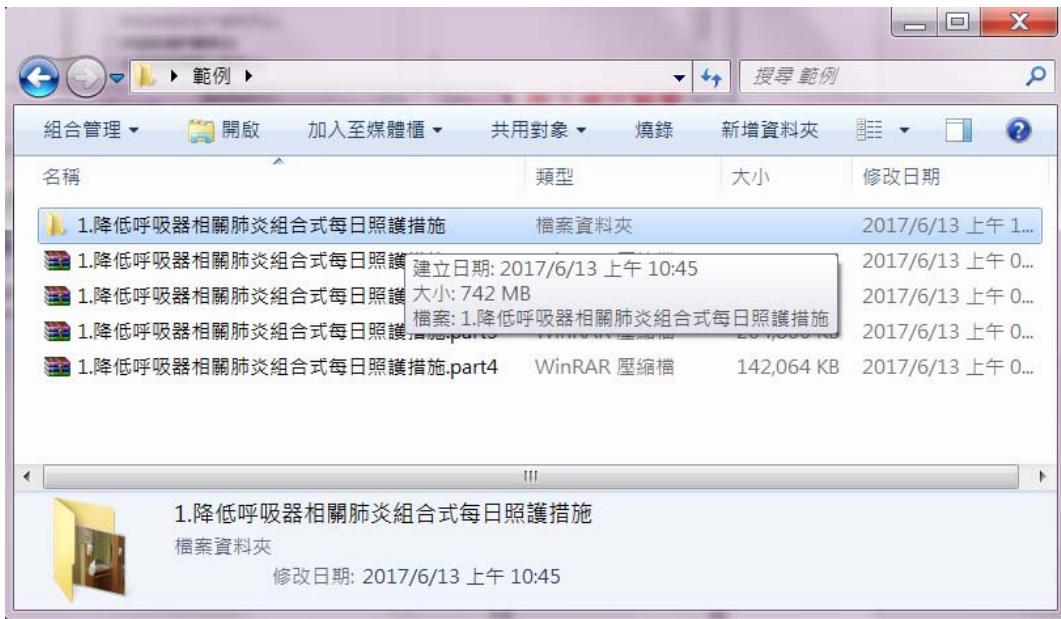 範例
搜尋 範例
組合管理 開啟 加入至媒體櫃 共用對象 燒錄 新增資料夾
名稱 類型 大小 修改日期
1.降低呼吸器相關肺炎組合式每日照護措施 檔案資料夾 2017/6/13 上午 1...
1.降低呼吸器相關肺炎組合式每日照護 2017/6/13 上午 0...
1.降低呼吸器相關肺炎組合式每日照護 2017/6/13 上午 0...
1.降低呼吸器相關肺炎組合式每日照護 2017/6/13 上午 0...
1.降低呼吸器相關肺炎組合式每日照護措施.part4 WinRAR 壓縮檔 142,064 KB 2017/6/13 上午 0...
建立日期: 2017/6/13 上午 10:45
大小: 742 MB
檔案: 1.降低呼吸器相關肺炎組合式每日照護措施
1.降低呼吸器相關肺炎組合式每日照護措施
檔案資料夾
修改日期: 2017/6/13 上午 10:45